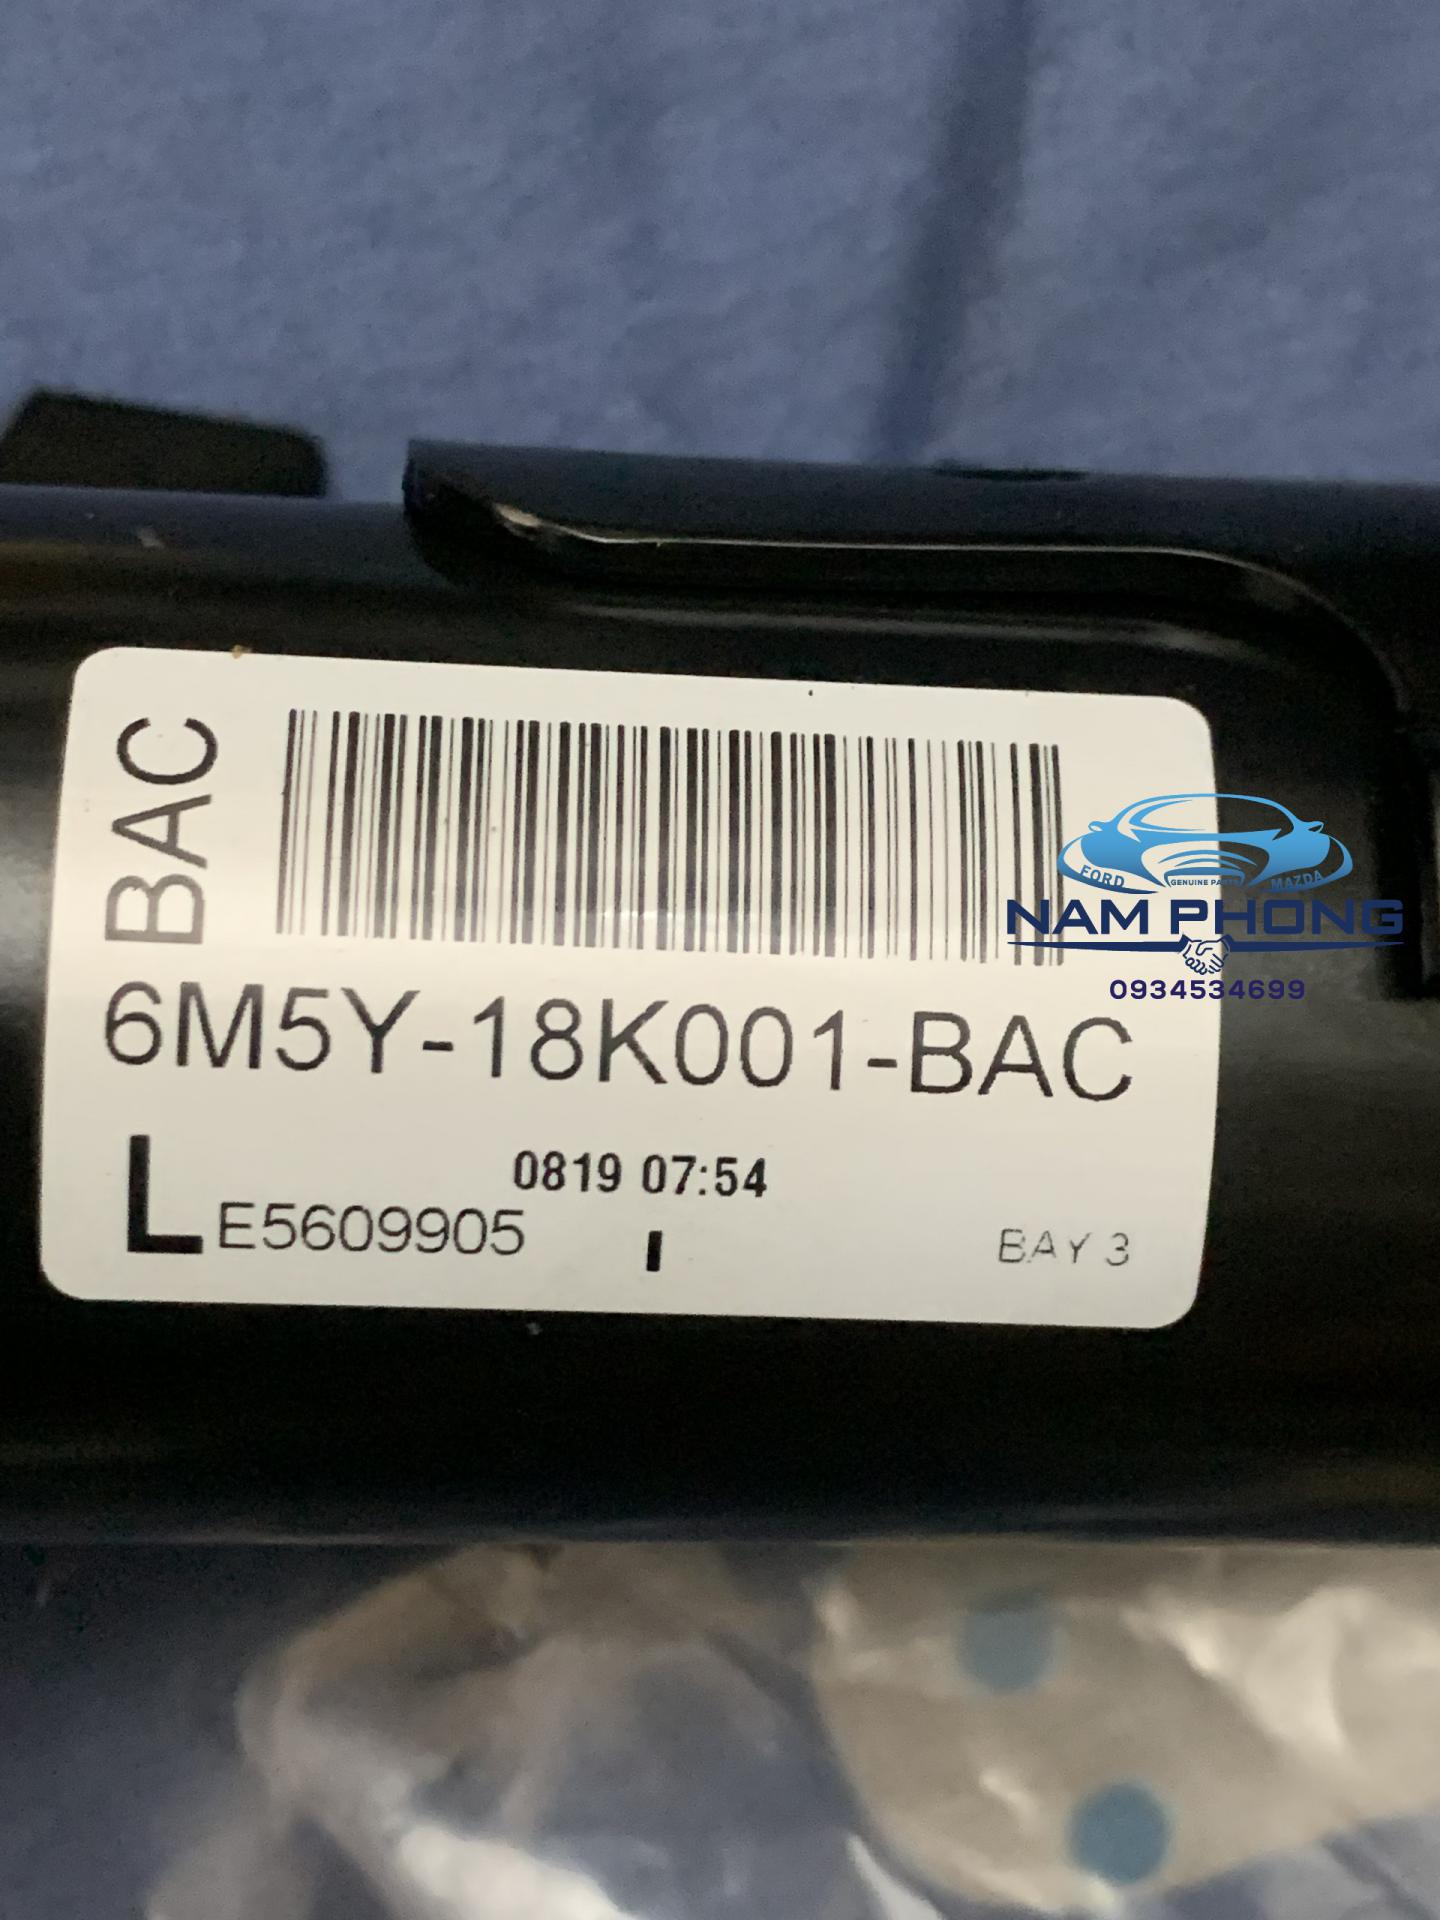 BAC
6M5Y-18K001-BAC
0819 07:54
L E5609905
BAY 3
FORD GENUINE PARTS MAZDA
NAM PHONG
0934534699